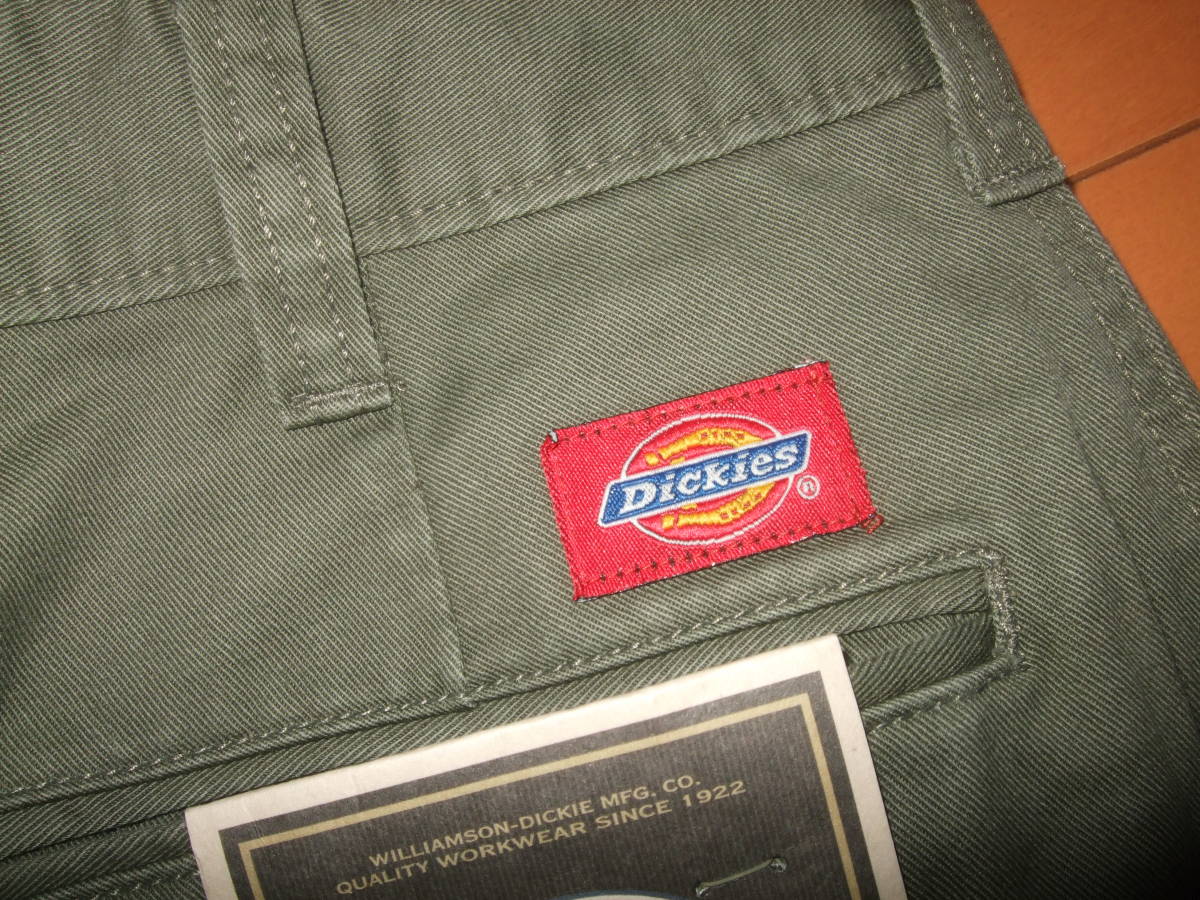 Dickies ®
WILLIAMSON-DICKIE MFG. CO.
QUALITY WORKWEAR SINCE 1922